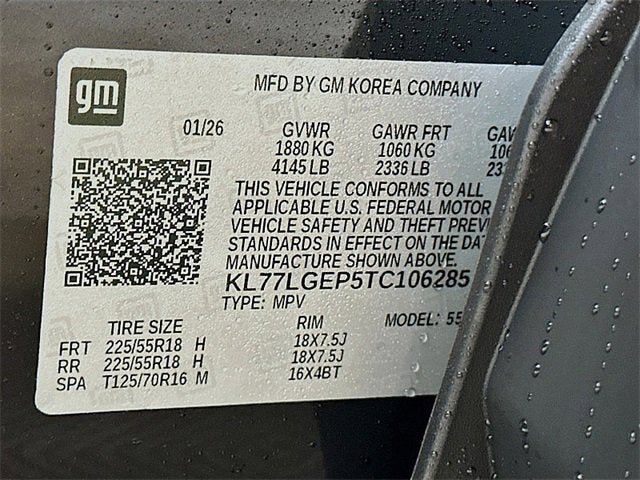 gm
MFD BY GM KOREA COMPANY
01/26 GVWR GAWR FRT
1880 KG 1060 KG
4145 LB 2336 LB
THIS VEHICLE CONFORMS TO ALL
APPLICABLE U.S. FEDERAL MOTOR
VEHICLE SAFETY AND THEFT
STANDARDS IN EFFECT ON THE
MANUFACTURE SHOWN ABOVE.
KL77LGEP5TC106285
TYPE: MPV MODEL:
TIRE SIZE RIM
FRT 225/55R18 H 18X7.5J
RR 225/55R18 H 18X7.5J
SPA T125/70R16 M 16X4BT